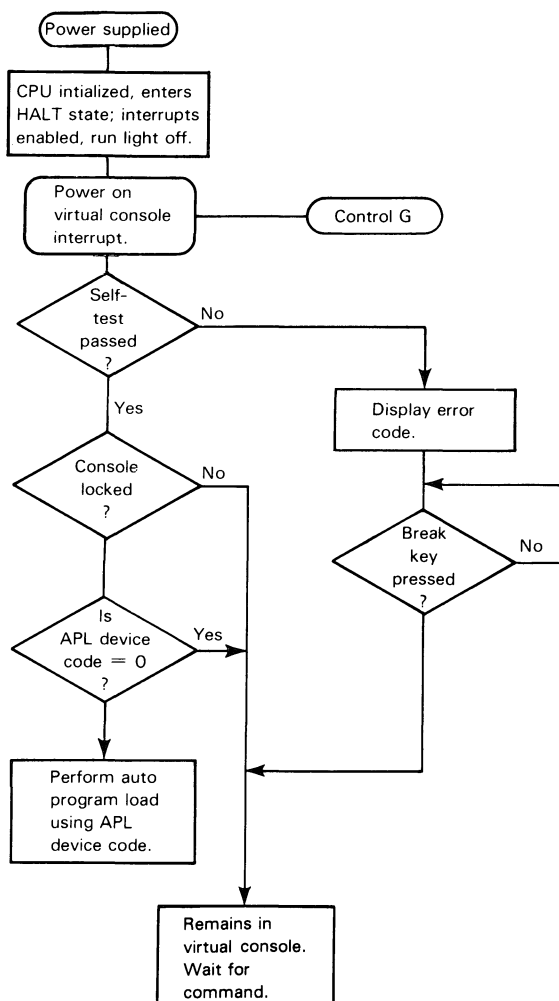 Power supplied
CPU intialized, enters
HALT state; interrupts
enabled, run light off.
Power on
virtual console
interrupt.
Control G
Self-
test
passed
?
No
Yes
Display error
code.
Console
locked
?
No
Break
key
pressed
?
No
Is
APL device
code = 0
?
Yes
Perform auto
program load
using APL
device code.
Remains in
virtual console.
Wait for
command.